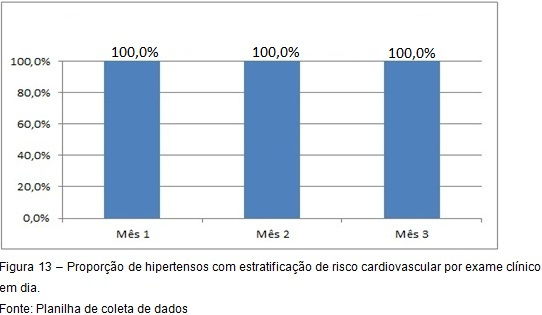 100,0% 100,0% 100,0%
100,0%
80,0%
60,0%
40,0%
20,0%
0,0%
Mês 1 Mês 2 Mês 3
Figura 13 – Proporção de hipertensos com estratificação de risco cardiovascular por exame clínico
em dia.
Fonte: Planilha de coleta de dados